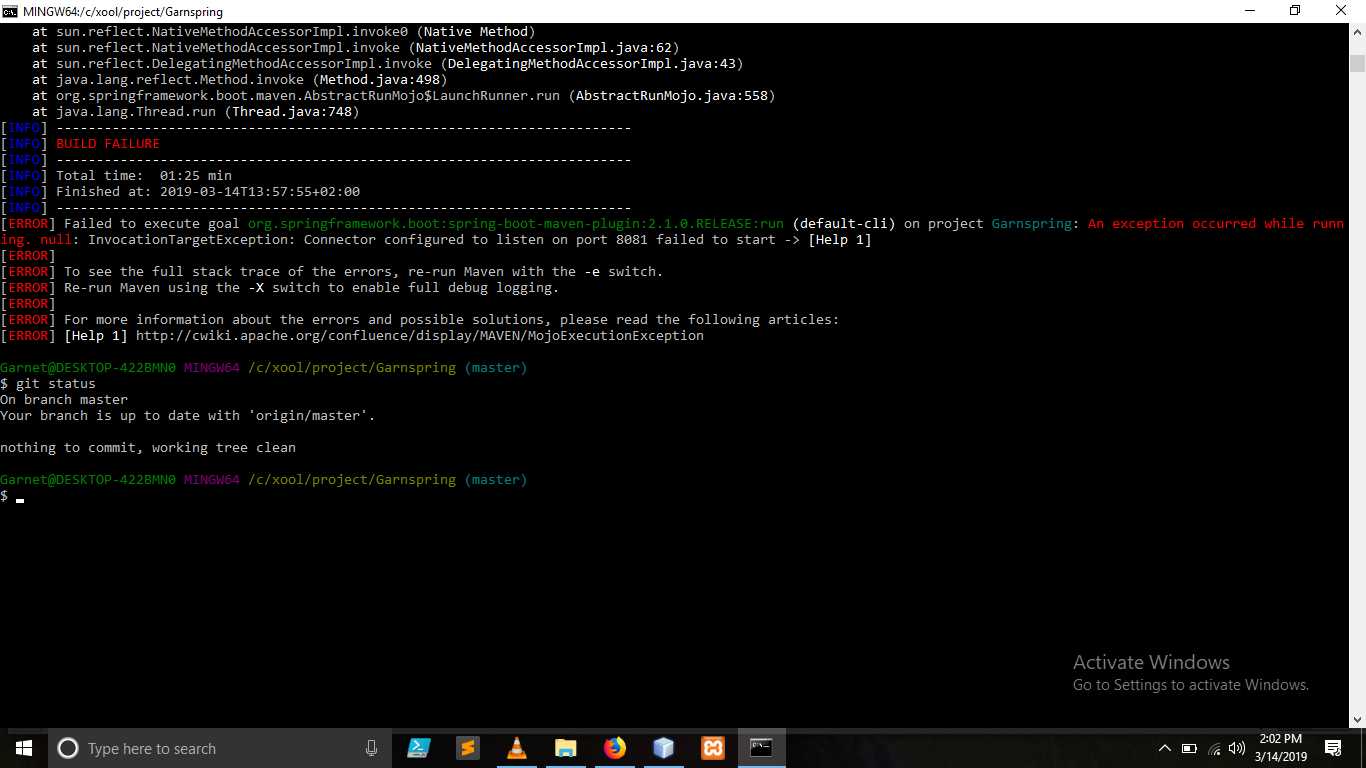 MINGW64:/c/xool/project/Garnspring
at sun.reflect.NativeMethodAccessorImpl.invoke0 (Native Method)
at sun.reflect.NativeMethodAccessorImpl.invoke (NativeMethodAccessorImpl.java:62)
at sun.reflect.DelegatingMethodAccessorImpl.invoke (DelegatingMethodAccessorImpl.java:43)
at java.lang.reflect.Method.invoke (Method.java:498)
at org.springframework.boot.maven.AbstractRunMojo$LaunchRunner.run (AbstractRunMojo.java:558)
at java.lang.Thread.run (Thread.java:748)
[INFO] ------------------------------------------------------------------------
[INFO] BUILD FAILURE
[INFO] ------------------------------------------------------------------------
[INFO] Total time:  01:25 min
[INFO] Finished at: 2019-03-14T13:57:55+02:00
[INFO] ------------------------------------------------------------------------
[ERROR] Failed to execute goal org.springframework.boot:spring-boot-maven-plugin:2.1.0.RELEASE:run (default-cli) on project Garnspring: An exception occurred while runn
ing. null: InvocationTargetException: Connector configured to listen on port 8081 failed to start -> [Help 1]
[ERROR]
[ERROR] To see the full stack trace of the errors, re-run Maven with the -e switch.
[ERROR] Re-run Maven using the -X switch to enable full debug logging.
[ERROR]
[ERROR] For more information about the errors and possible solutions, please read the following articles:
[ERROR] [Help 1] http://cwiki.apache.org/confluence/display/MAVEN/MojoExecutionException
Garnet@DESKTOP-422BMN0 MINGW64 /c/xool/project/Garnspring (master)
$ git status
On branch master
Your branch is up to date with 'origin/master'.
nothing to commit, working tree clean
Garnet@DESKTOP-422BMN0 MINGW64 /c/xool/project/Garnspring (master)
$
Activate Windows
Go to Settings to activate Windows.
Type here to search
2:02 PM
3/14/2019